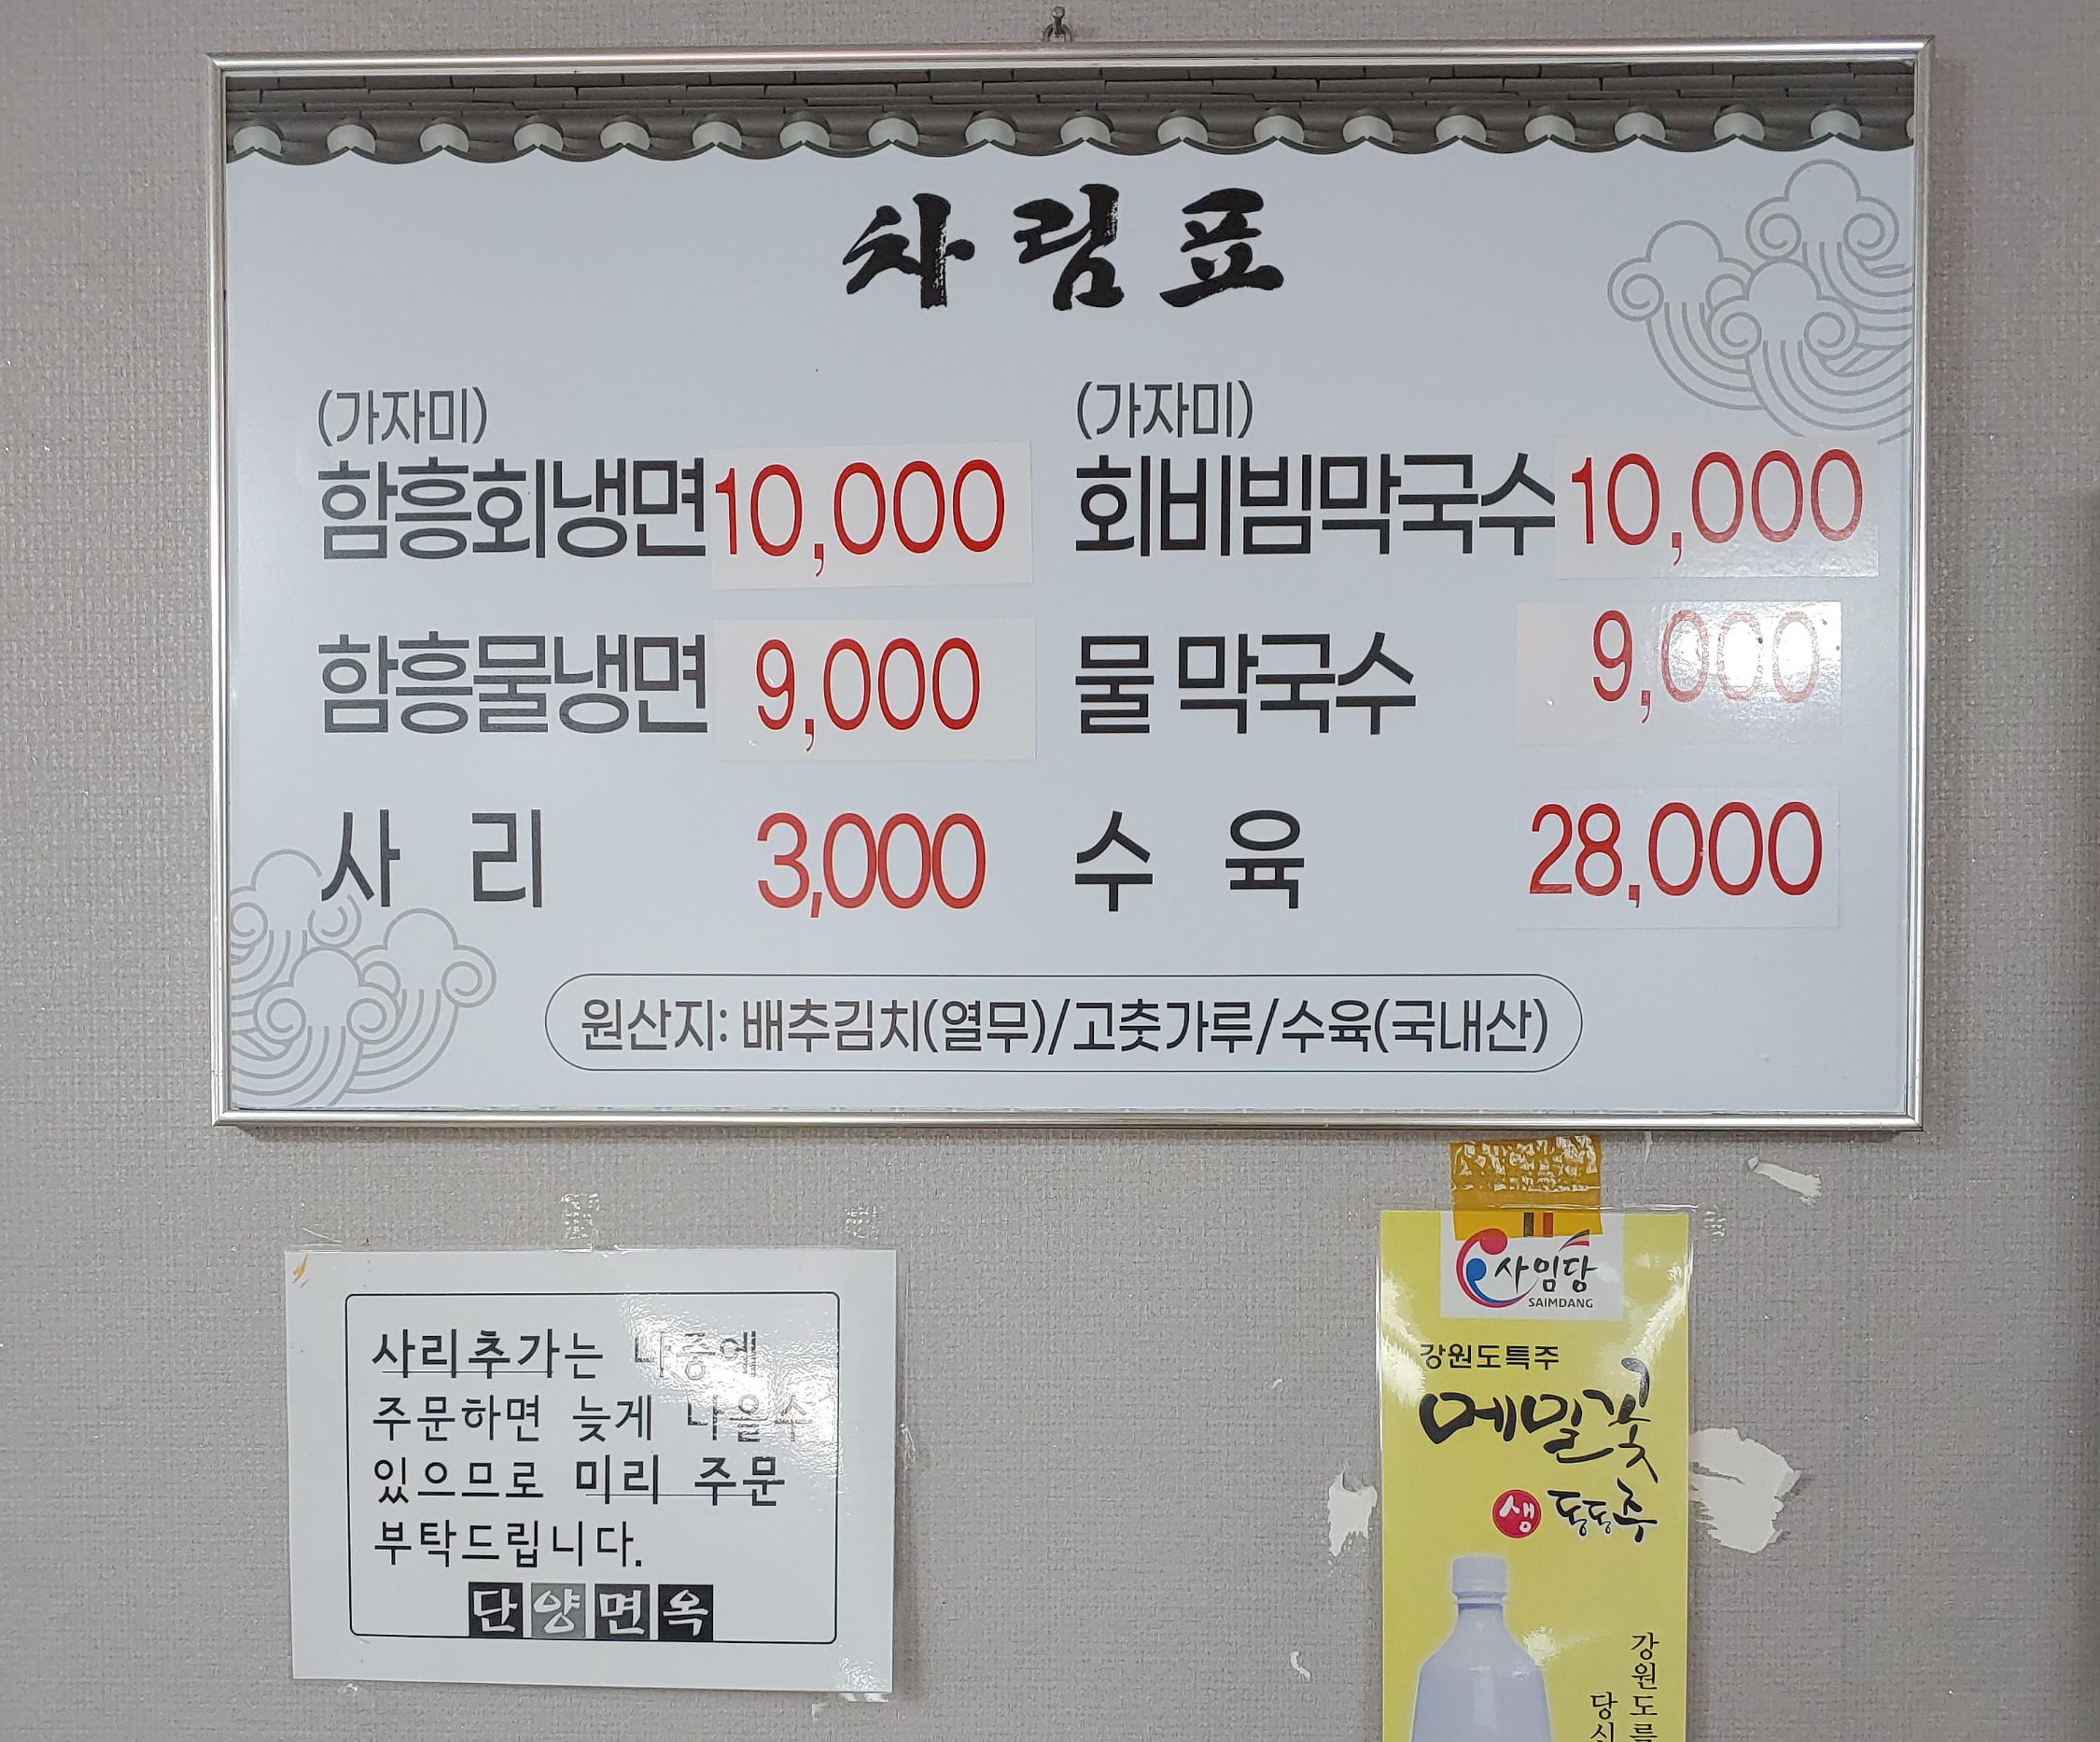 차림표
(가자미)
함흥회냉면 10,000
(가자미)
회비빔막국수 10,000
함흥물냉면 9,000
물 막국수 9,000
사 리 3,000
수 육 28,000
원산지: 배추김치(열무)/고춧가루/수육(국내산)
사리추가는 나중에
주문하면 늦게 나올수
있으므로 미리 주문
부탁드립니다.
단양면옥
사임당
SAIMDANG
강원도특주
메밀꽃
생 동동주
강원도를
당신